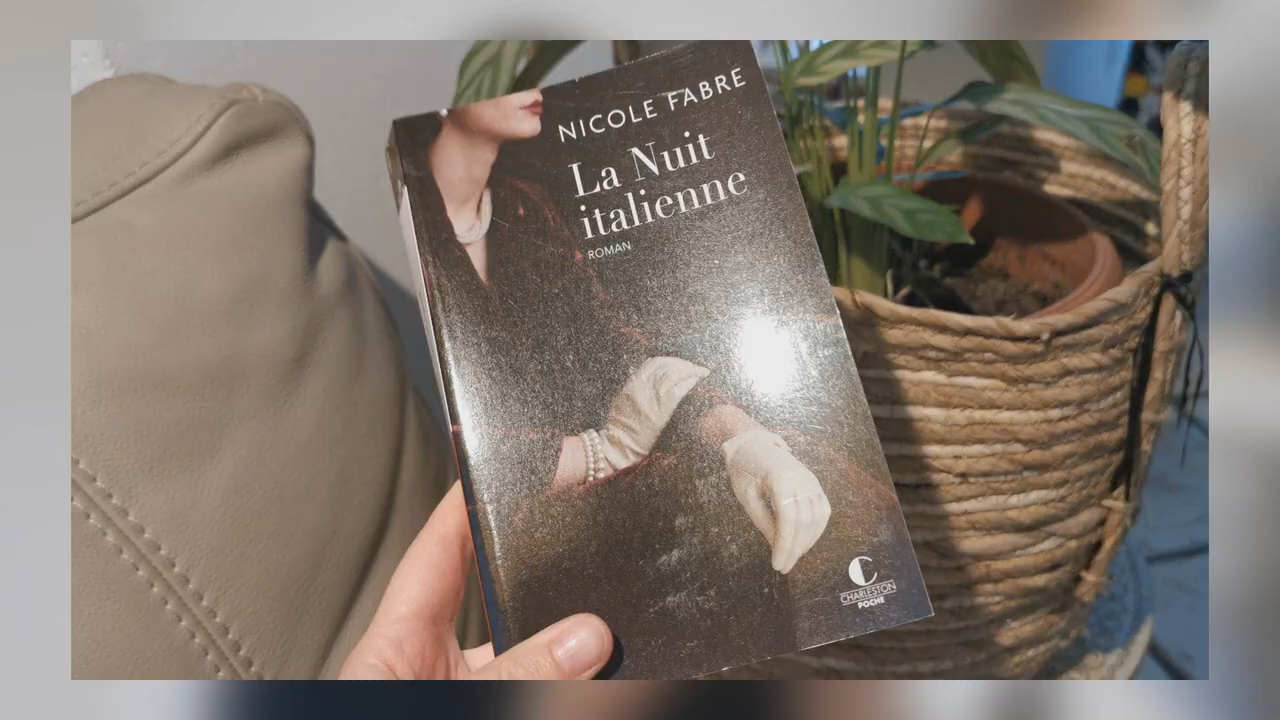 NICOLE FABRE
La Nuit
italienne
ROMAN
CHARLESTON
POCHE